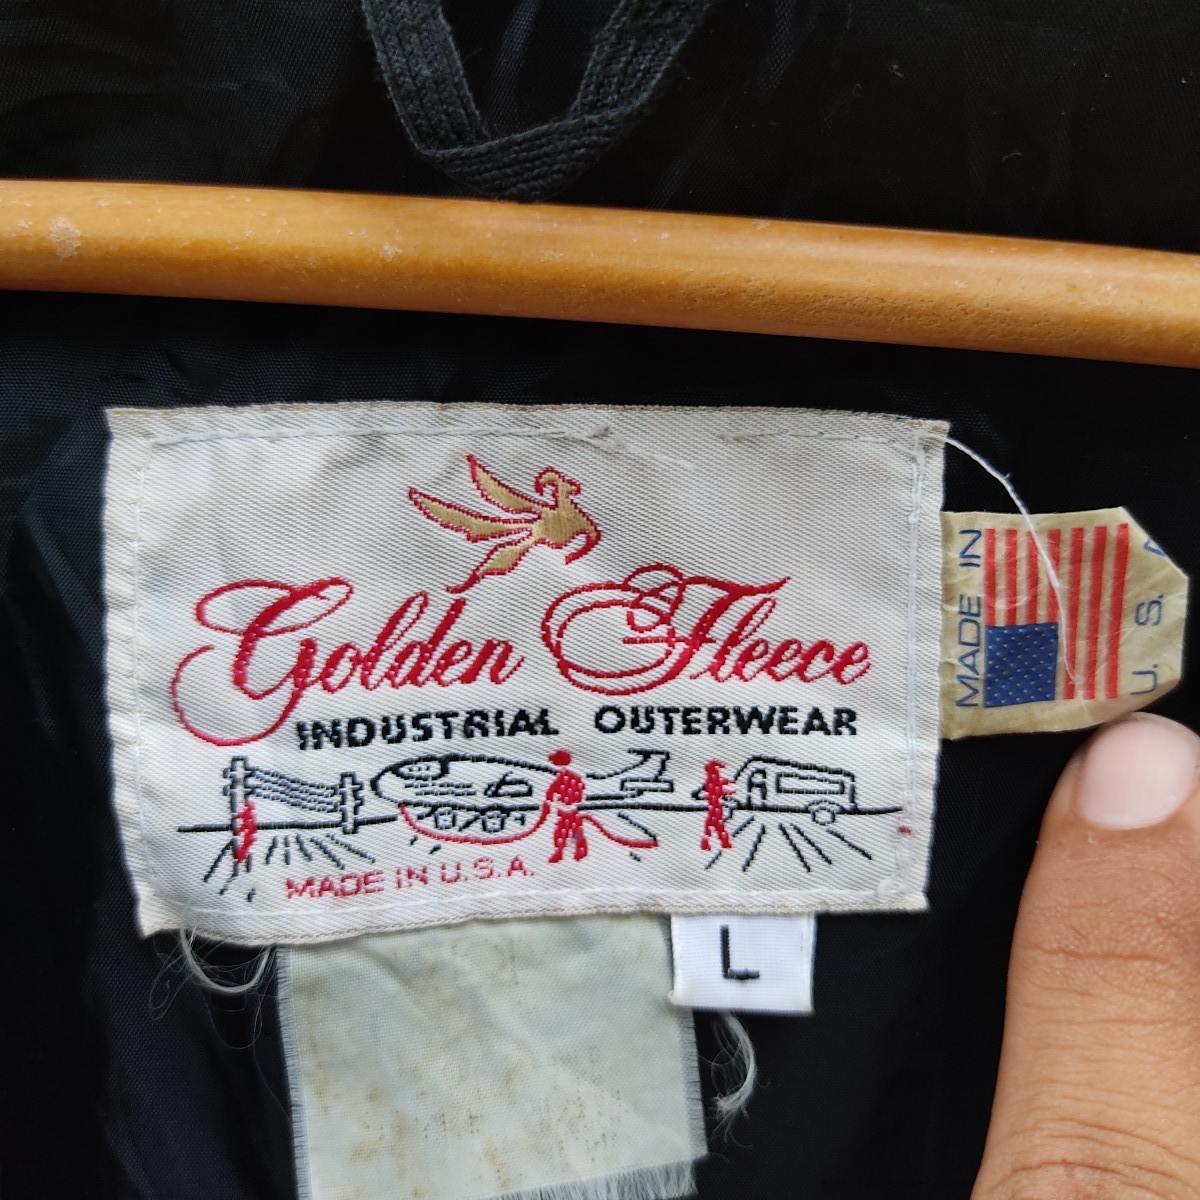 Golden Fleece
INDUSTRIAL OUTERWEAR
MADE IN U.S.A.
L
MADE IN
U. S. A